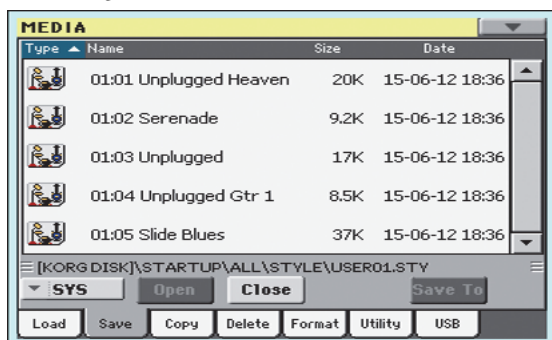 MEDIA
Type Name Size Date
01:01 Unplugged Heaven 20K 15-06-12 18:36
01:02 Serenade 9.2K 15-06-12 18:36
01:03 Unplugged 17K 15-06-12 18:36
01:04 Unplugged Gtr 1 8.5K 15-06-12 18:36
01:05 Slide Blues 37K 15-06-12 18:36
[KORG DISK]\STARTUP\ALL\STYLE\USER01.STY
SYS Open Close Save To
Load Save Copy Delete Format Utility USB